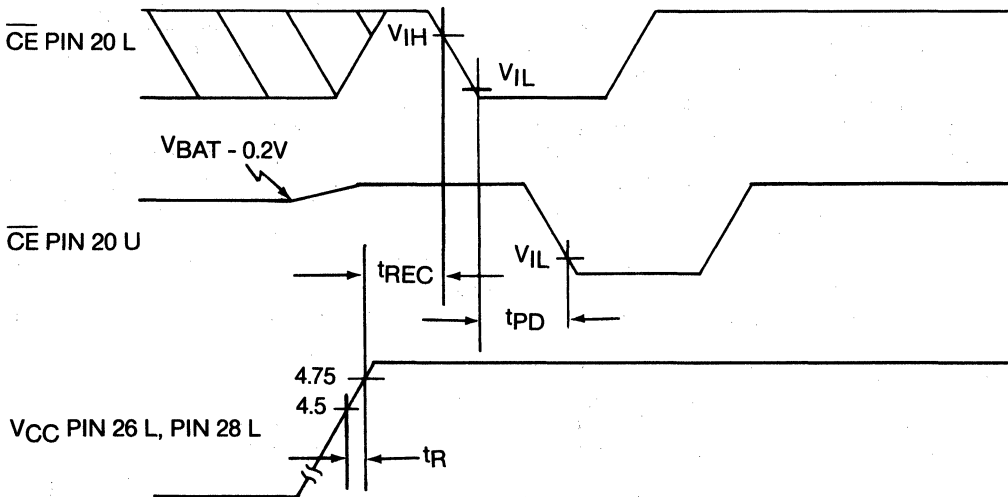 CE PIN 20 L
VIH
VIL
VBAT - 0.2V
CE PIN 20 U
VIL
tREC
tPD
4.75
4.5
VCC PIN 26 L, PIN 28 L
tR